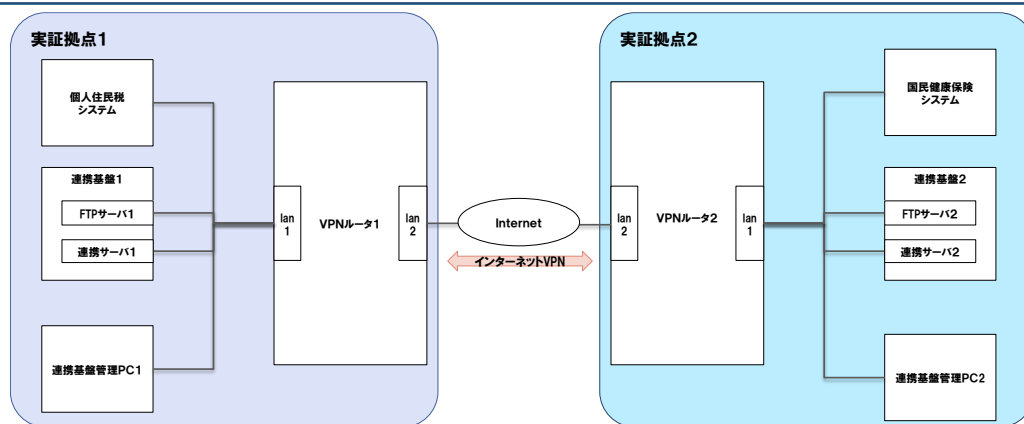 実証拠点1
個人住民税
システム
連携基盤1
FTPサーバ1
連携サーバ1
連携基盤管理PC1
lan
1
VPNルータ1
lan
2
Internet
インターネットVPN
実証拠点2
lan
2
VPNルータ2
lan
1
国民健康保険
システム
連携基盤2
FTPサーバ2
連携サーバ2
連携基盤管理PC2